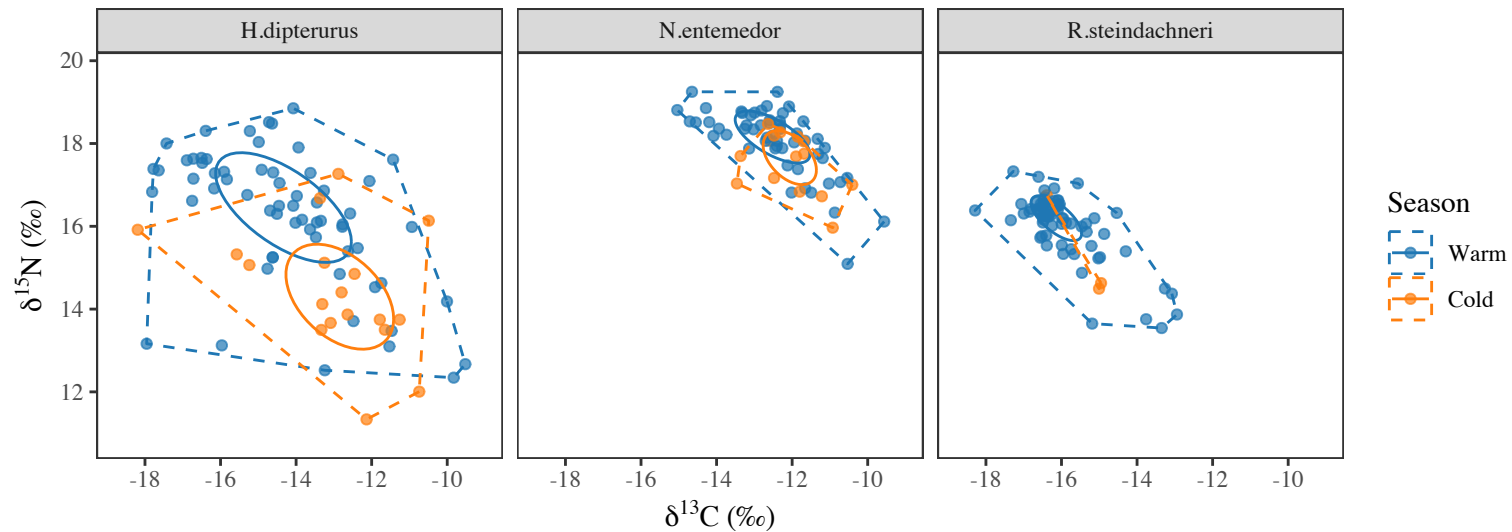 H.dipterurus N.entemedor R.steindachneri
20
18
16
14
12
δ¹⁵N (‰)
-18 -16 -14 -12 -10 -18 -16 -14 -12 -10 -18 -16 -14 -12 -10
δ¹³C (‰)
Season
Warm
Cold